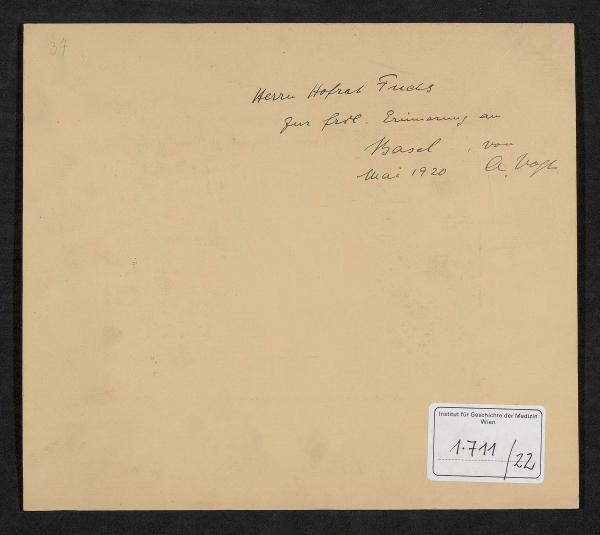 37
Herrn Hofrat Fuchs
zur frdl. Erinnerung an
Basel, von
Mai 1920 A. Vogt
Institut für Geschichte der Medizin
Wien
1.711/22